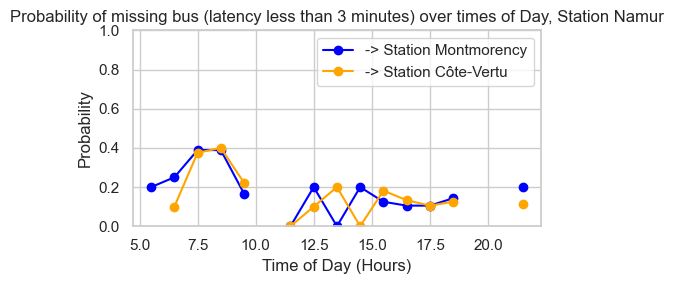 Probability of missing bus (latency less than 3 minutes) over times of Day, Station Namur
1.0
0.8
0.6
0.4
0.2
0.0
Probability
-> Station Montmorency
-> Station Côte-Vertu
5.0 7.5 10.0 12.5 15.0 17.5 20.0
Time of Day (Hours)